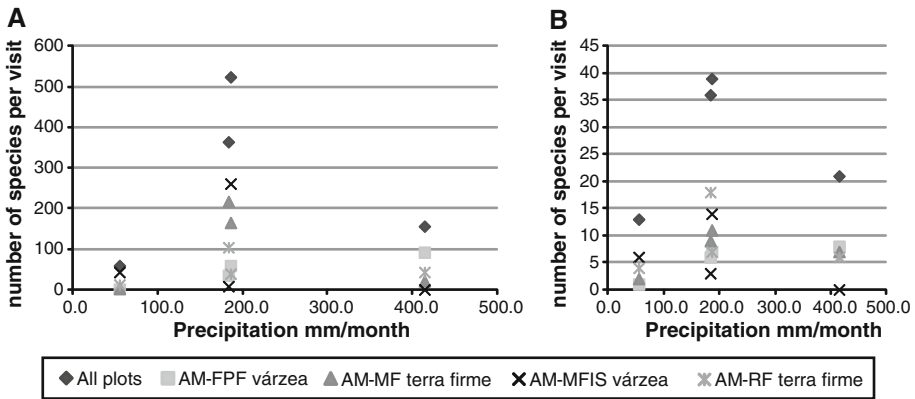 A
number of species per visit
600
500
400
300
200
100
0
0.0 100.0 200.0 300.0 400.0 500.0
Precipitation mm/month
B
number of species per visit
45
40
35
30
25
20
15
10
5
0
0.0 100.0 200.0 300.0 400.0 500.0
Precipitation mm/month
All plots AM-FPF várzea AM-MF terra firme AM-MFIS várzea AM-RF terra firme